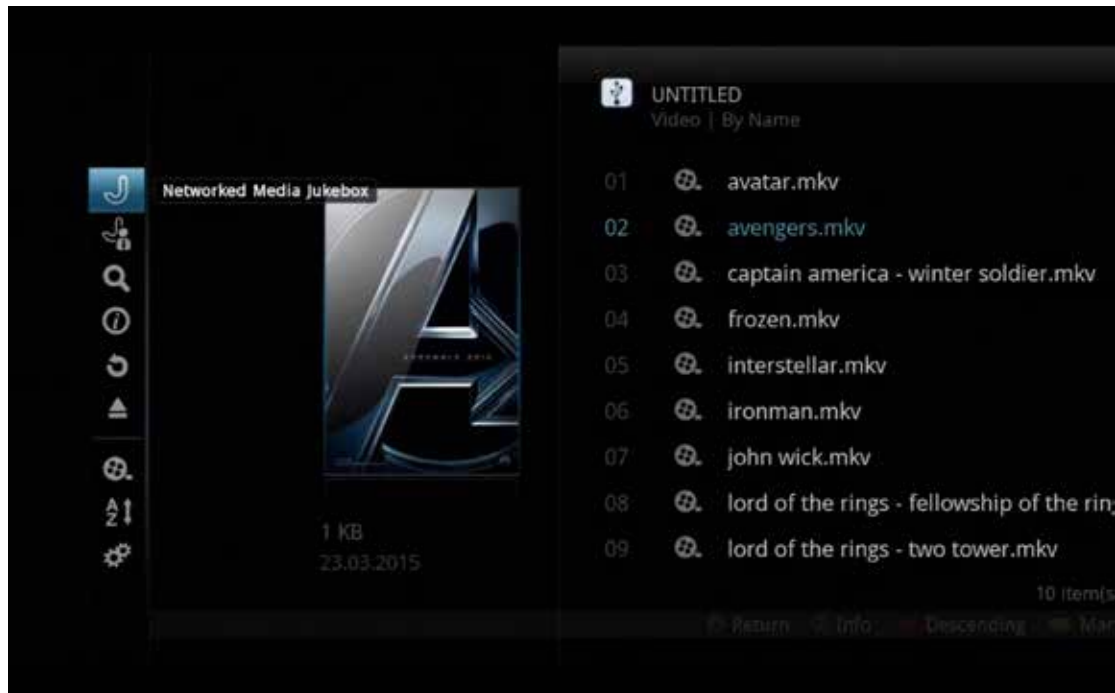 UNTITLED
Video | By Name
Networked Media Jukebox
01 avatar.mkv
02 avengers.mkv
03 captain america - winter soldier.mkv
04 frozen.mkv
05 interstellar.mkv
06 ironman.mkv
07 john wick.mkv
08 lord of the rings - fellowship of the ring
09 lord of the rings - two tower.mkv
1 KB
23.03.2015
10 item(s
Return Info Descending Mar